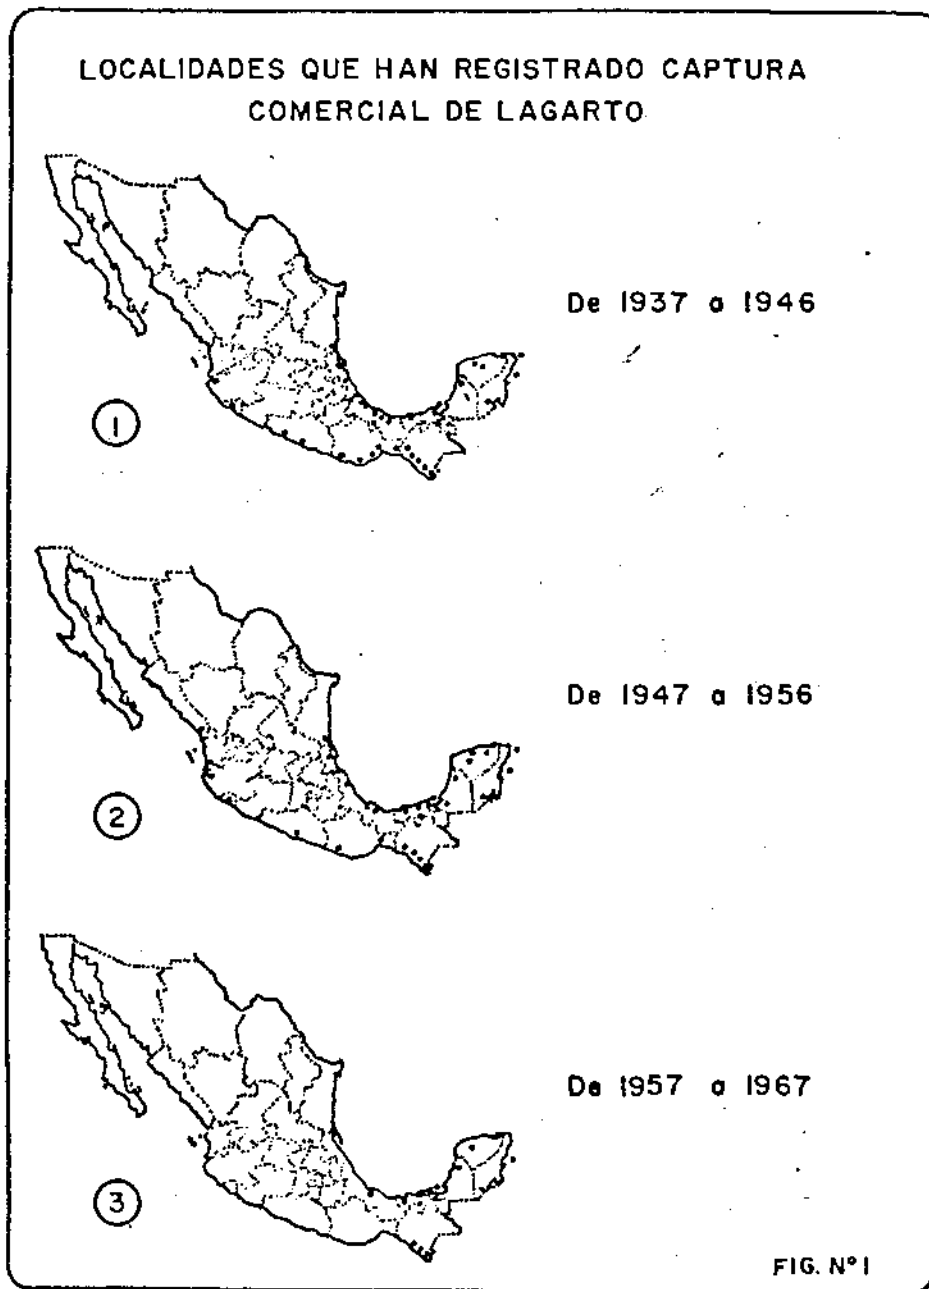 LOCALIDADES QUE HAN REGISTRADO CAPTURA
COMERCIAL DE LAGARTO
De 1937 a 1946
1
De 1947 a 1956
2
De 1957 a 1967
3
FIG. Nº 1